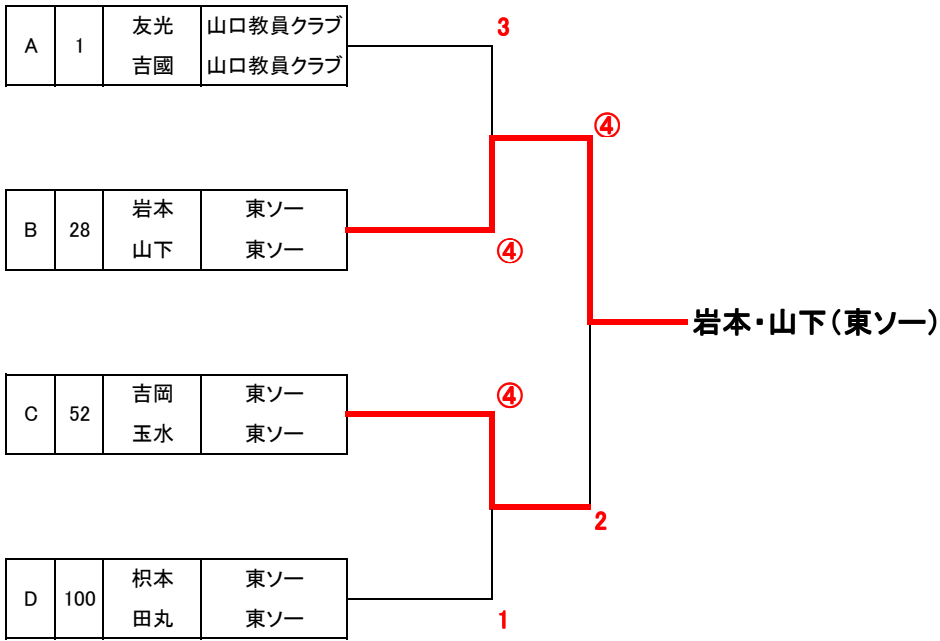 A 1 友光 山口教員クラブ
吉國 山口教員クラブ
3
④
B 28 岩本 東ソー
山下 東ソー
④
岩本・山下(東ソー)
C 52 吉岡 東ソー
玉水 東ソー
④
2
D 100 枳本 東ソー
田丸 東ソー
1